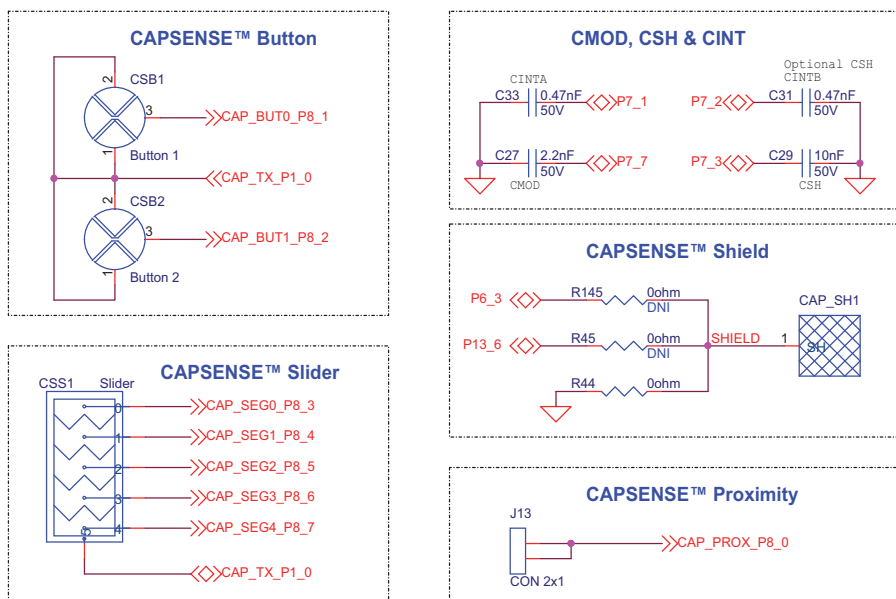 CAPSENSE™ Button
2
CSB1
3
CAP_BUT0_P8_1
1
Button 1
CAP_TX_P1_0
2
CSB2
3
CAP_BUT1_P8_2
1
Button 2
CAPSENSE™ Slider
CSS1
Slider
0
CAP_SEG0_P8_3
1
CAP_SEG1_P8_4
2
CAP_SEG2_P8_5
3
CAP_SEG3_P8_6
4
CAP_SEG4_P8_7
5
CAP_TX_P1_0
CMOD, CSH & CINT
CINTA
C33
0.47nF
50V
P7_1
Optional CSH
CINTB
P7_2
C31
0.47nF
50V
C27
2.2nF
50V
CMOD
P7_7
P7_3
C29
10nF
50V
CSH
CAPSENSE™ Shield
P6_3
R145
0ohm
DNI
CAP_SH1
P13_6
R45
0ohm
DNI
SHIELD
1
SH
R44
0ohm
CAPSENSE™ Proximity
J13
CAP_PROX_P8_0
CON 2x1